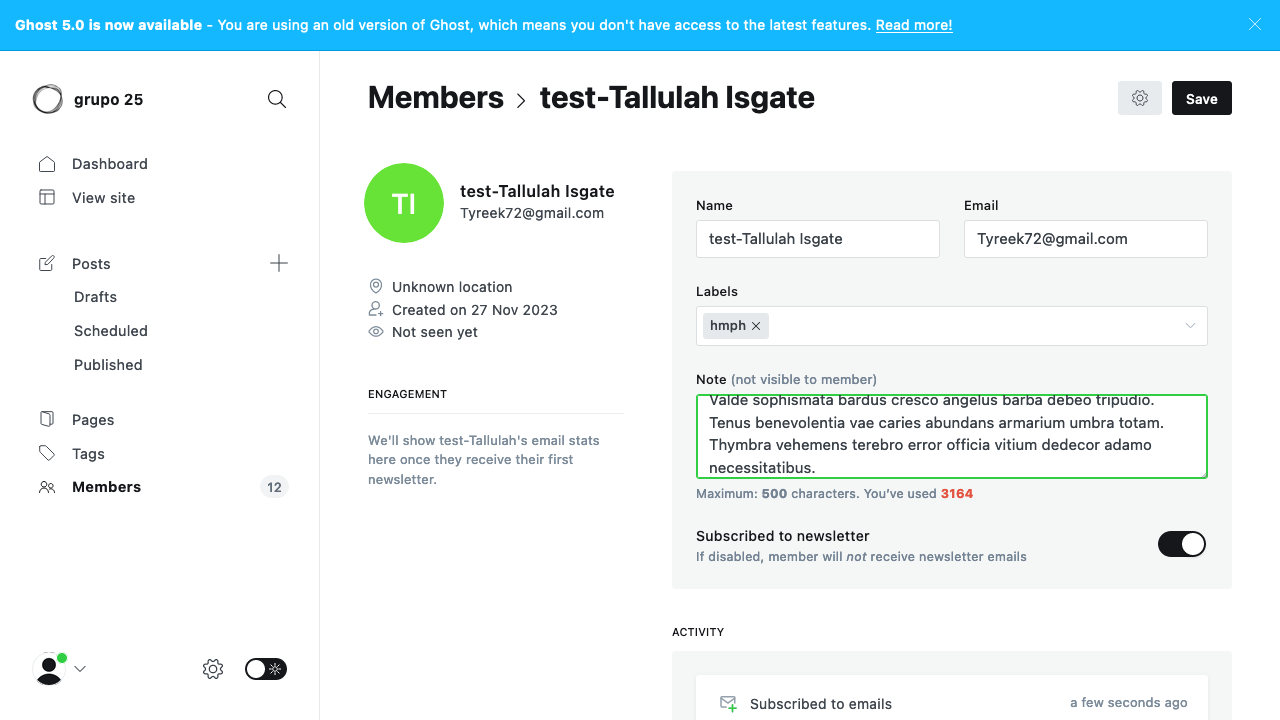 Ghost 5.0 is now available - You are using an old version of Ghost, which means you don't have access to the latest features. Read more!
grupo 25
Dashboard
View site
Posts
Drafts
Scheduled
Published
Pages
Tags
Members 12
Members > test-Tallulah Isgate
Save
TI
test-Tallulah Isgate
Tyreek72@gmail.com
Unknown location
Created on 27 Nov 2023
Not seen yet
ENGAGEMENT
We'll show test-Tallulah's email stats
here once they receive their first
newsletter.
Name
test-Tallulah Isgate
Email
Tyreek72@gmail.com
Labels
hmph
Note (not visible to member)
Valde sophismata bardus cresco angelus barba debeo tripudio.
Tenus benevolentia vae caries abundans armarium umbra totam.
Thymbra vehemens terebro error officia vitium dedecor adamo
necessitatibus.
Maximum: 500 characters. You've used 3164
Subscribed to newsletter
If disabled, member will not receive newsletter emails
ACTIVITY
Subscribed to emails
a few seconds ago